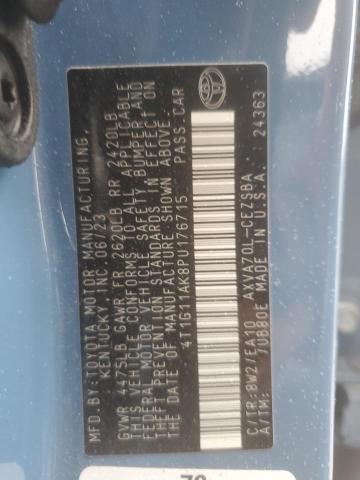 MFD. BY: TOYOTA MOTOR MANUFACTURING,
KENTUCKY, INC. 06/23
GVWR 4475LB GAWR FR 2620LB RR 2420LB
THIS VEHICLE CONFORMS TO ALL APPLICABLE
FEDERAL MOTOR VEHICLE SAFETY BUMPER AND
THEFT PREVENTION STANDARDS IN EFFECT ON
THE DATE OF MANUFACTURE SHOWN ABOVE.
4T1G11AK8PU176715 PASS. CAR
C/TR: 8W2/EA10 AXVA70L-CEZSBA
A/TM: /UB80E MADE IN U.S.A.
24363